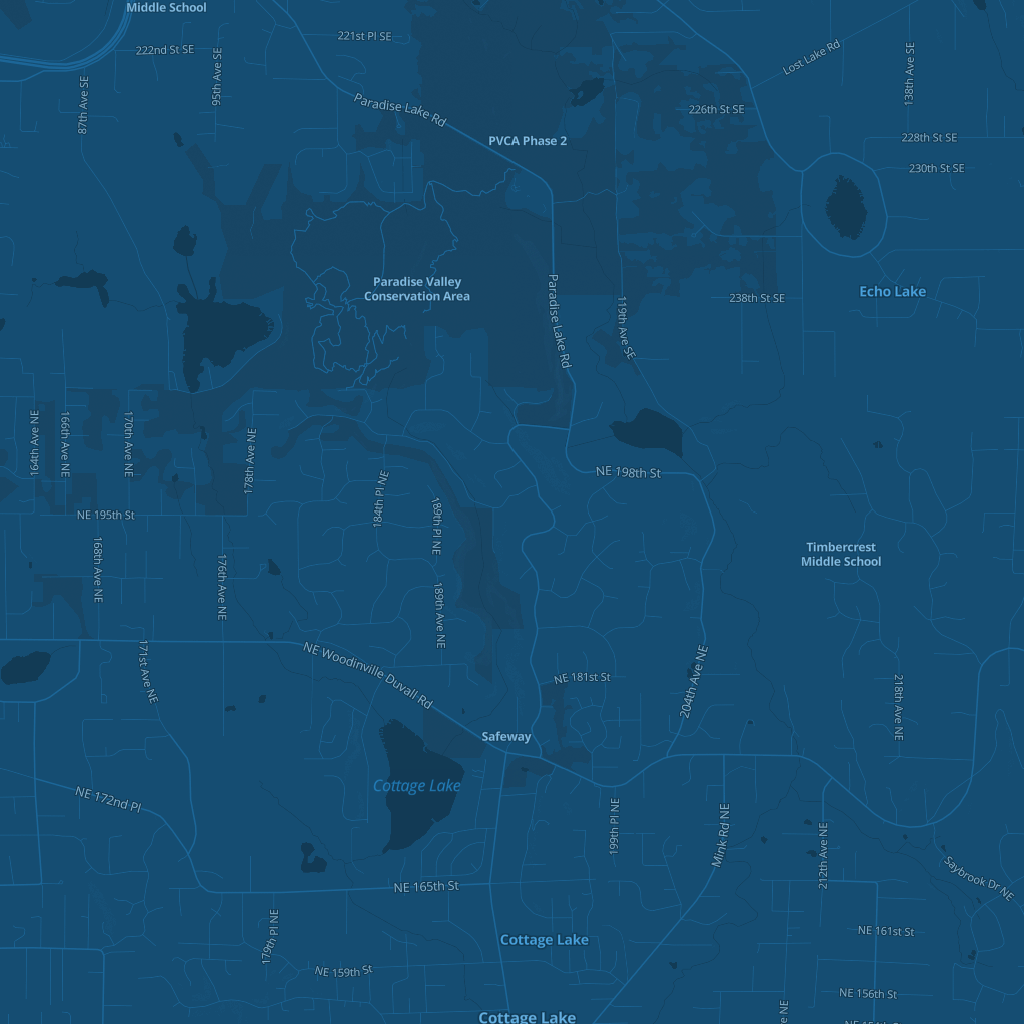 Middle School
221st Pl SE
222nd St SE
Lost Lake Rd
95th Ave SE
87th Ave SE
138th Ave SE
Paradise Lake Rd
226th St SE
PVCA Phase 2
228th St SE
230th St SE
Paradise Valley
Conservation Area
Echo Lake
238th St SE
Paradise Lake Rd
119th Ave SE
164th Ave NE
166th Ave NE
170th Ave NE
178th Ave NE
NE 198th St
184th Pl NE
189th Pl NE
NE 195th St
Timbercrest
Middle School
168th Ave NE
176th Ave NE
189th Ave NE
171st Ave NE
NE Woodinville Duvall Rd
NE 181st St
204th Ave NE
218th Ave NE
Safeway
Cottage Lake
NE 172nd Pl
199th Pl NE
Mink Rd NE
212th Ave NE
Saybrook Dr NE
NE 165th St
179th Pl NE
Cottage Lake
NE 161st St
NE 159th St
NE 156th St
Cottage Lake